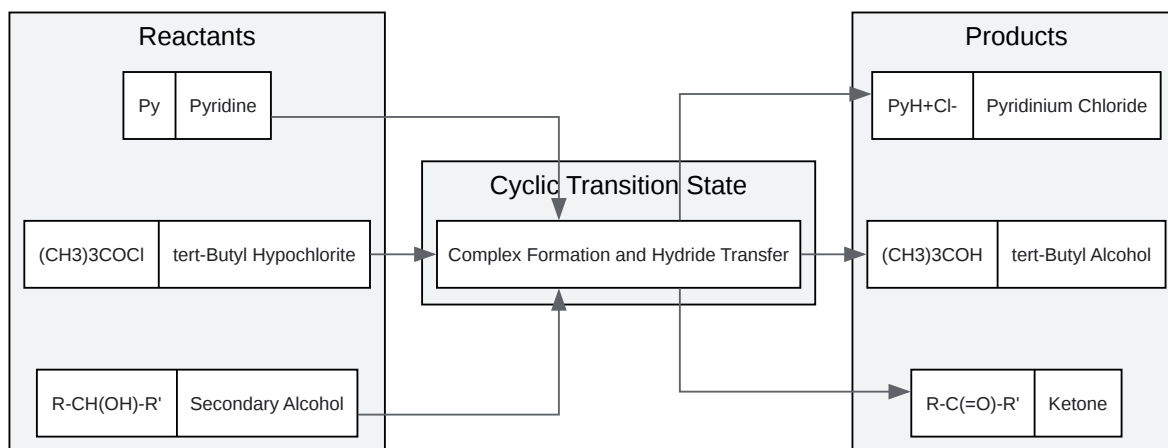 Reactants
Py
Pyridine
(CH3)3COCl
tert-Butyl Hypochlorite
R-CH(OH)-R'
Secondary Alcohol
Cyclic Transition State
Complex Formation and Hydride Transfer
Products
PyH+Cl-
Pyridinium Chloride
(CH3)3COH
tert-Butyl Alcohol
R-C(=O)-R'
Ketone